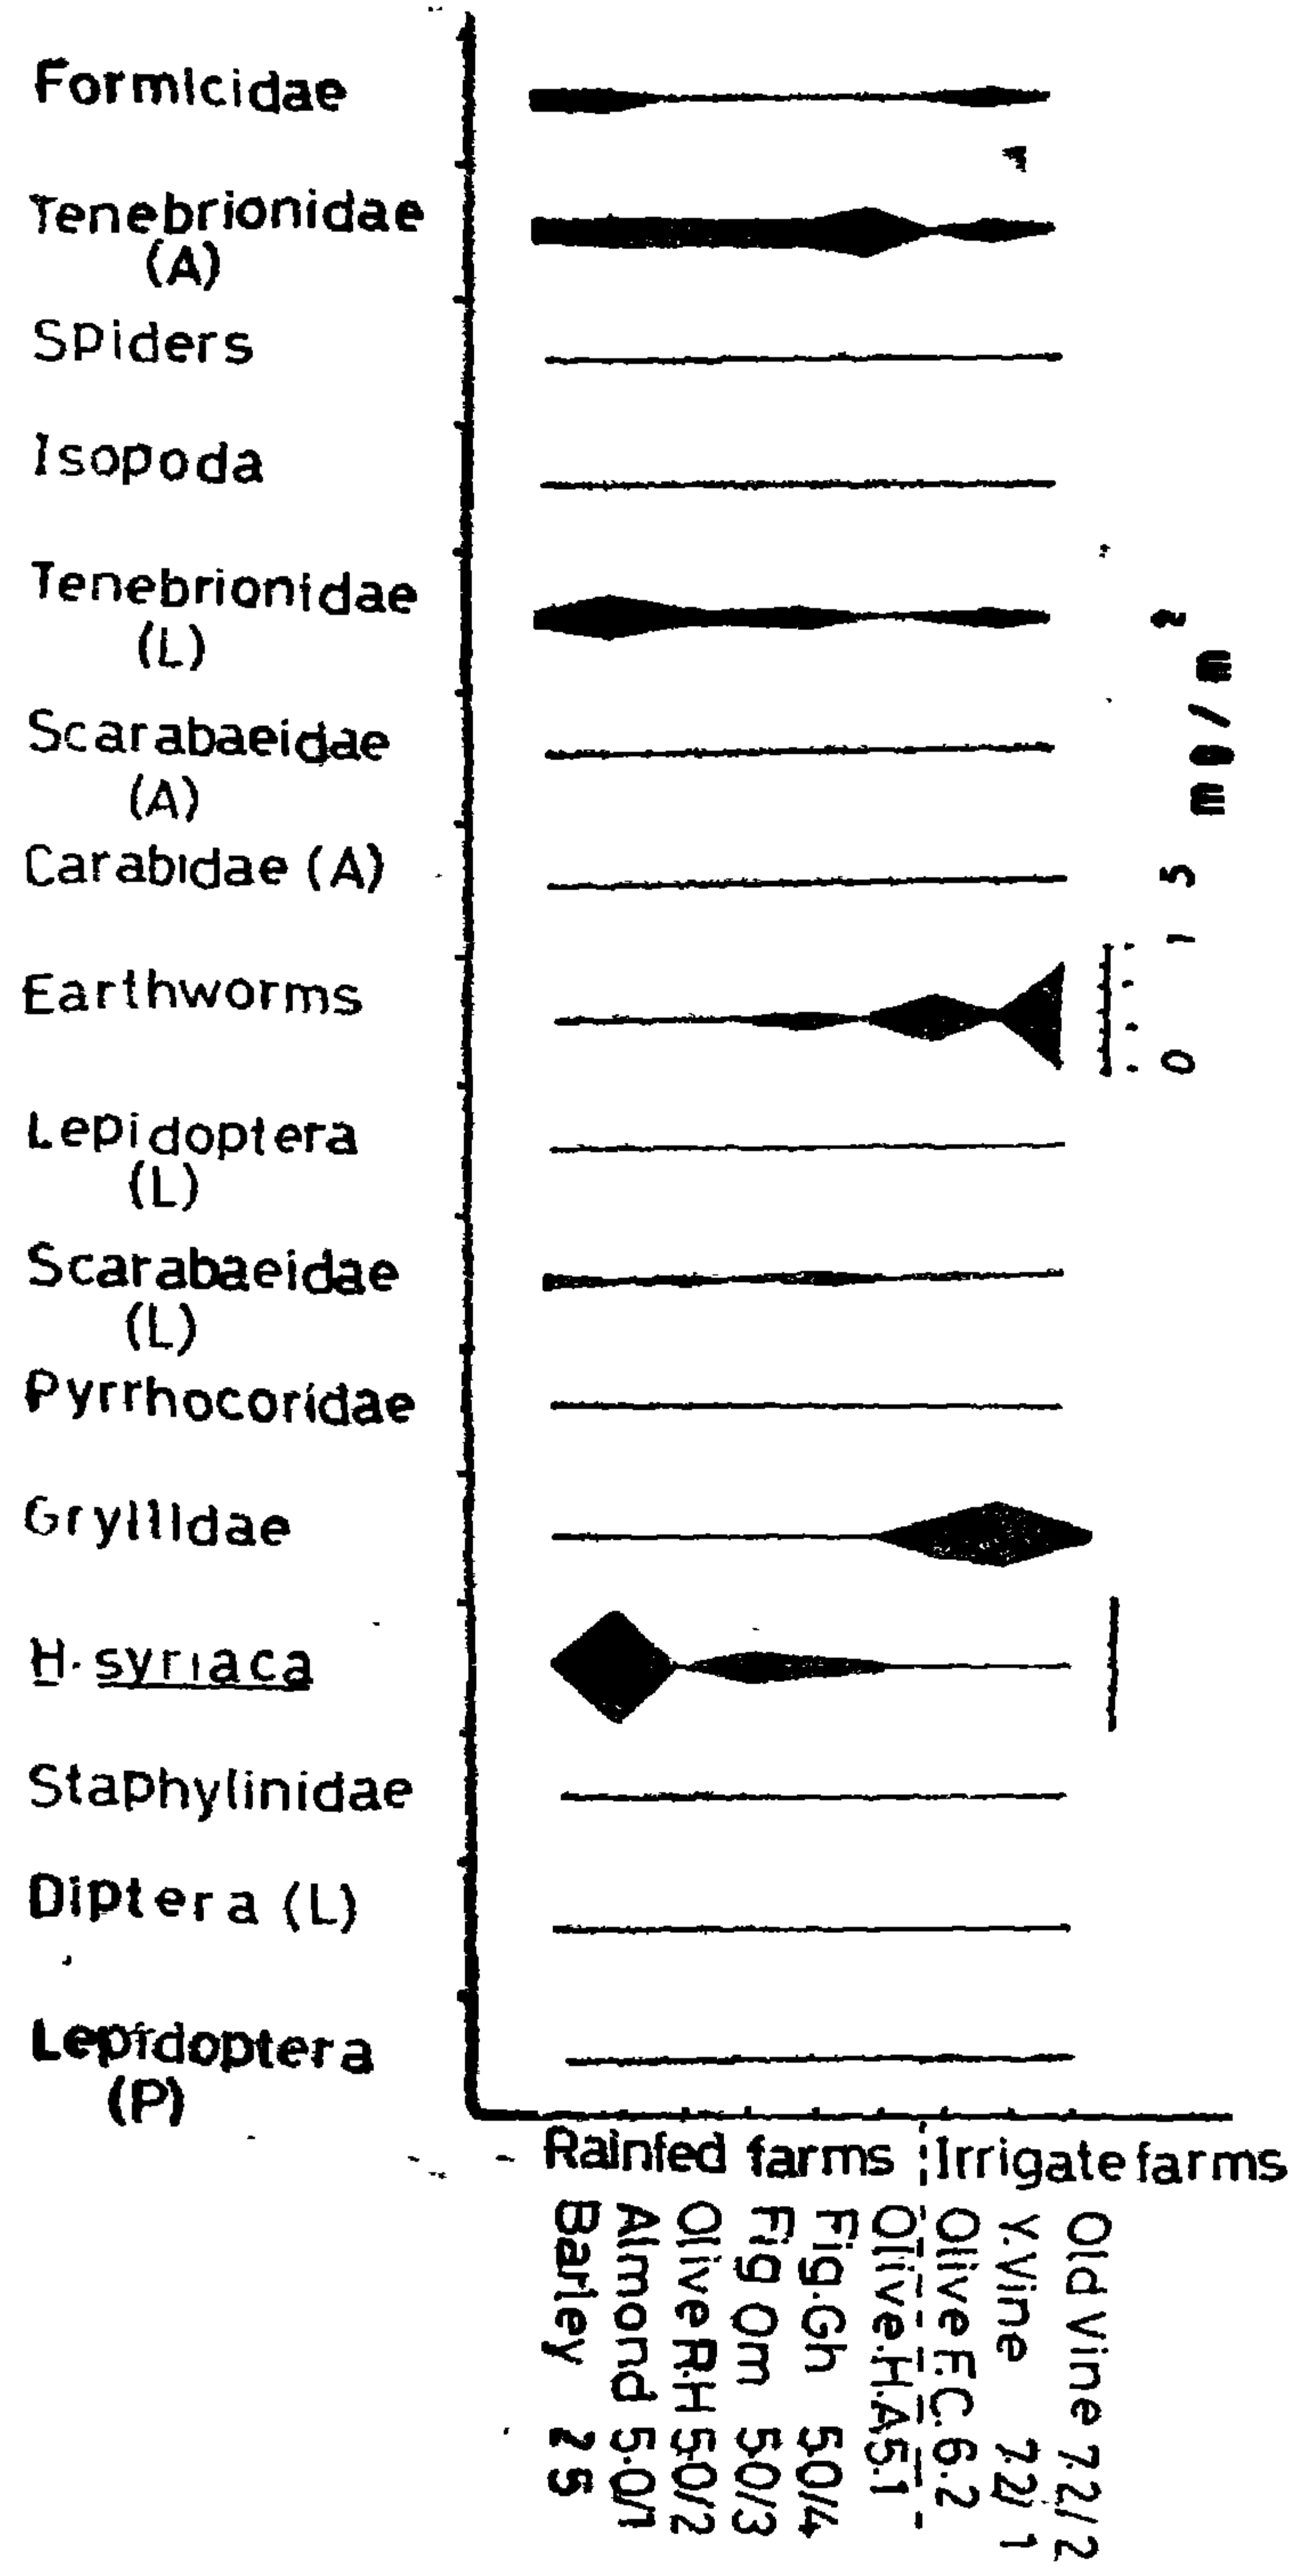 Formicidae
Tenebrionidae
(A)
Spiders
Isopoda
Tenebrionidae
(L)
Scarabaeidae
(A)
Carabidae (A)
Earthworms
Lepidoptera
(L)
Scarabaeidae
(L)
Pyrrhocoridae
Gryllidae
H. syriaca
Staphylinidae
Diptera (L)
Lepidoptera
(P)
0 15 mg/m²
Rainfed farms Irrigate farms
Barley 25
Almond 5.0/1
Olive R.H 5.0/2
Fig Qm 5.0/3
Fig.Gh 5.0/4
Olive.H.A 5.1
Olive F.C. 6.2
Y.Vine 7.2/1
Old Vine 7.2/2